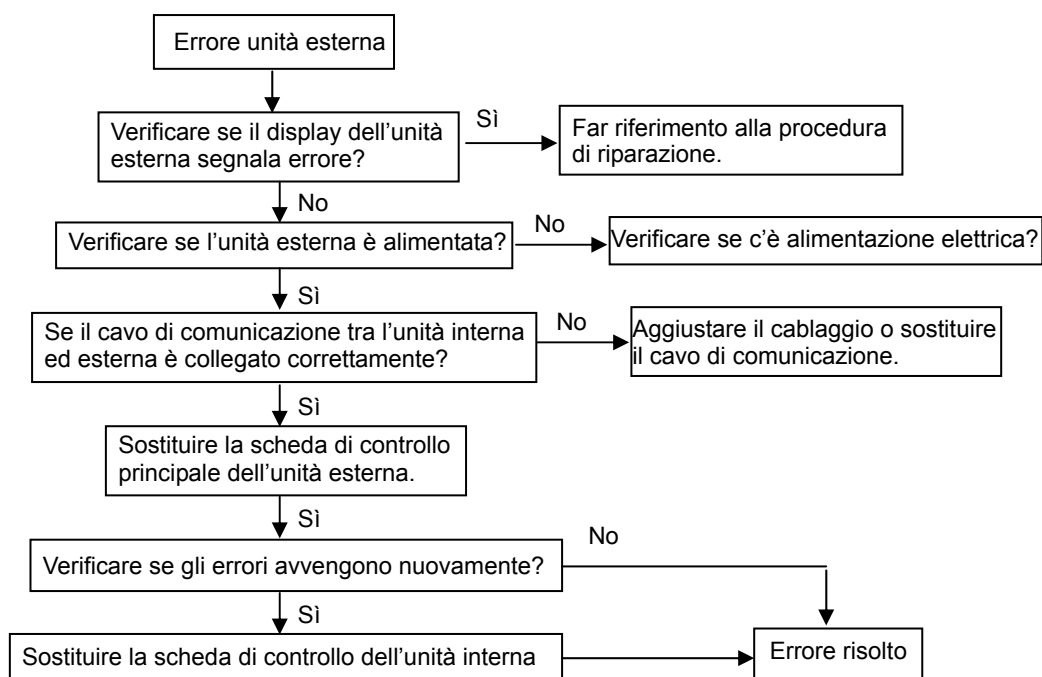 Errore unità esterna
Verificare se il display dell’unità
esterna segnala errore?
Sì
Far riferimento alla procedura
di riparazione.
No
Verificare se l’unità esterna è alimentata?
No
Verificare se c’è alimentazione elettrica?
Sì
Se il cavo di comunicazione tra l’unità interna
ed esterna è collegato correttamente?
No
Aggiustare il cablaggio o sostituire
il cavo di comunicazione.
Sì
Sostituire la scheda di controllo
principale dell’unità esterna.
Sì
Verificare se gli errori avvengono nuovamente?
No
Sì
Sostituire la scheda di controllo dell’unità interna
Errore risolto